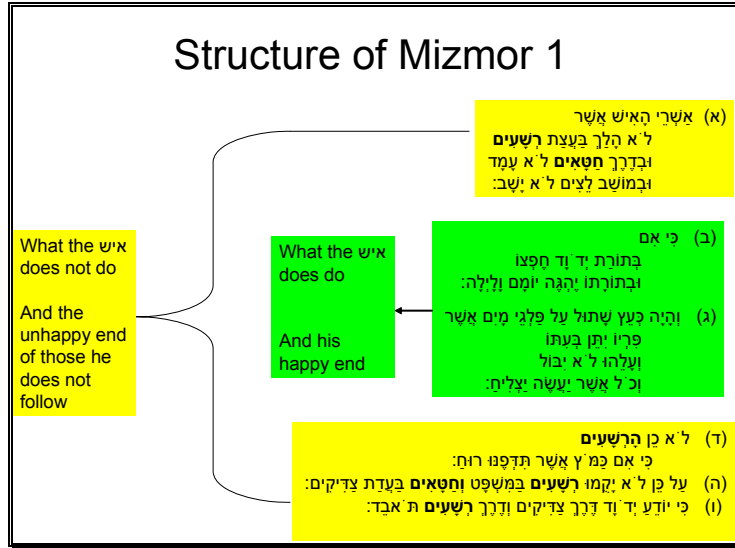 Structure of Mizmor 1
(א) אַשְׁרֵי הָאִישׁ אֲשֶׁר
לֹא הָלַךְ בַּעֲצַת רְשָׁעִים
וּבְדֶרֶךְ חַטָּאִים לֹא עָמָד
וּבְמוֹשַׁב לֵצִים לֹא יָשָׁב:
What the איש
does not do
And the
unhappy end
of those he
does not
follow
What the איש
does do
And his
happy end
(ב) כִּי אִם
בְּתוֹרַת יְדֹוָד חֶפְצוֹ
וּבְתוֹרָתוֹ יֶהְגֶּה יוֹמָם וָלָיְלָה:
(ג) וְהָיָה כְּעֵץ שָׁתוּל עַל פַּלְגֵי מָיִם אֲשֶׁר
פִּרְיוֹ יִתֵּן בְּעִתּוֹ
וְעָלֵהוּ לֹא יִבּוֹל
וְכֹל אֲשֶׁר יַעֲשֶׂה יַצְלִיחַ:
(ד) לֹא כֵן הָרְשָׁעִים
כִּי אִם כַּמֹּץ אֲשֶׁר תִּדְּפֶנּוּ רוּחַ:
(ה) עַל כֵּן לֹא יָקֻמוּ רְשָׁעִים בַּמִּשְׁפָּט וְחַטָּאִים בַּעֲדַת צַדִּיקִים:
(ו) כִּי יוֹדֵעַ יְדֹוָד דֶּרֶךְ צַדִּיקִים וְדֶרֶךְ רְשָׁעִים תֹּאבֵד: